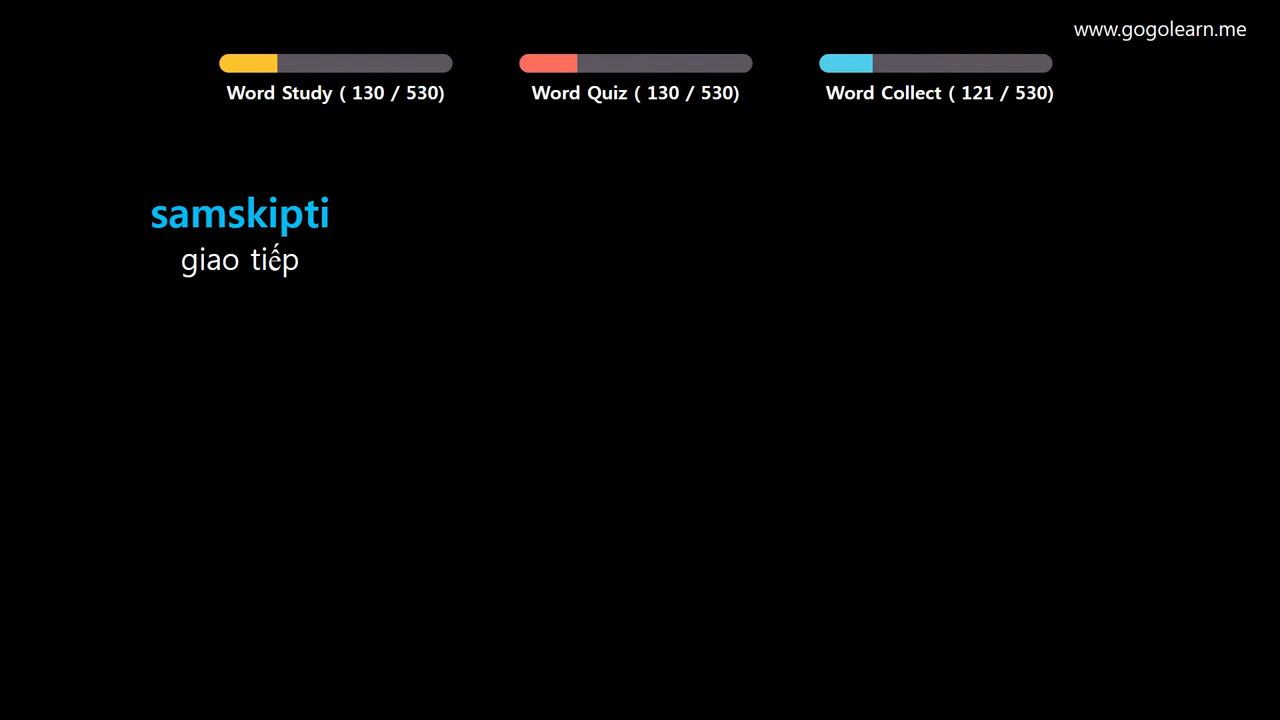 www.gogolearn.me
Word Study ( 130 / 530)
Word Quiz ( 130 / 530)
Word Collect ( 121 / 530)
samskipti
giao tiếp